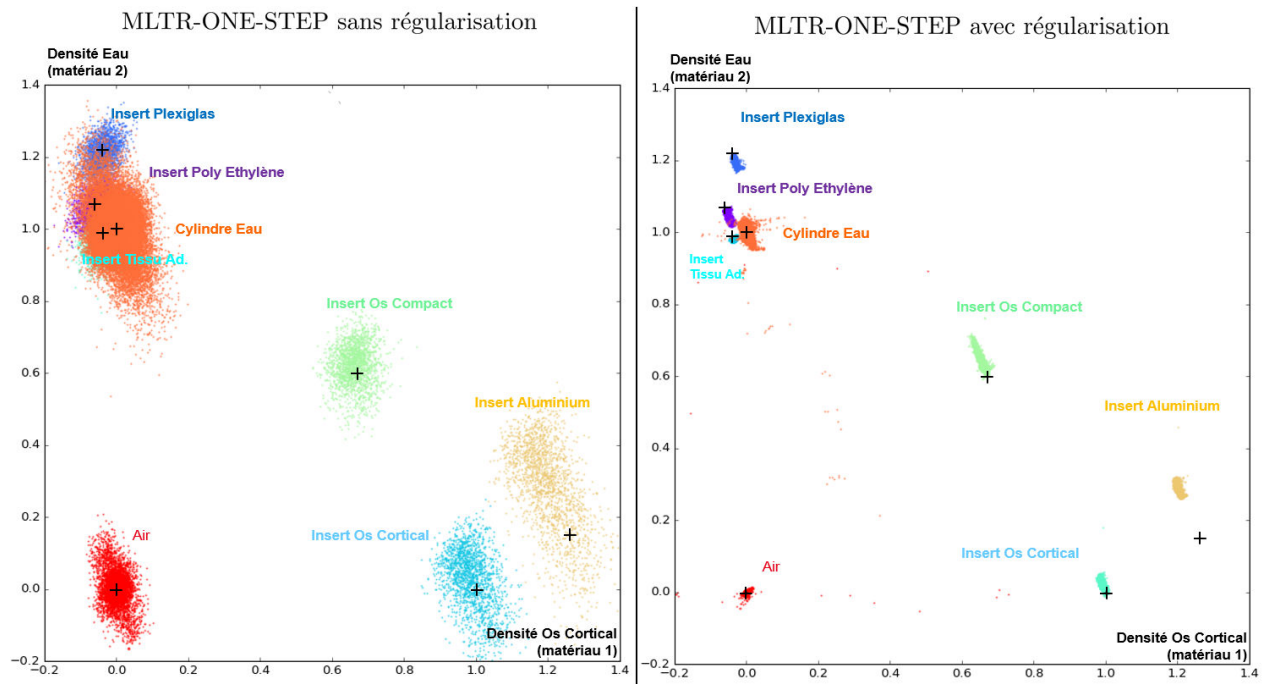 MLTR-ONE-STEP sans régularisation
Densité Eau
(matériau 2)
1.4
1.2
1.0
0.8
0.6
0.4
0.2
0.0
−0.2
Insert Plexiglas
Insert Poly Ethylène
Cylindre Eau
Insert Tissu Ad.
Insert Os Compact
Insert Aluminium
Insert Os Cortical
Air
Densité Os Cortical
(matériau 1)
−0.2 0.0 0.2 0.4 0.6 0.8 1.0 1.2 1.4
MLTR-ONE-STEP avec régularisation
Densité Eau
(matériau 2)
1.4
1.2
1.0
0.8
0.6
0.4
0.2
0.0
−0.2
Insert Plexiglas
Insert Poly Ethylène
Cylindre Eau
Insert
Tissu Ad.
Insert Os Compact
Insert Aluminium
Insert Os Cortical
Air
Densité Os Cortical
(matériau 1)
−0.2 0.0 0.2 0.4 0.6 0.8 1.0 1.2 1.4